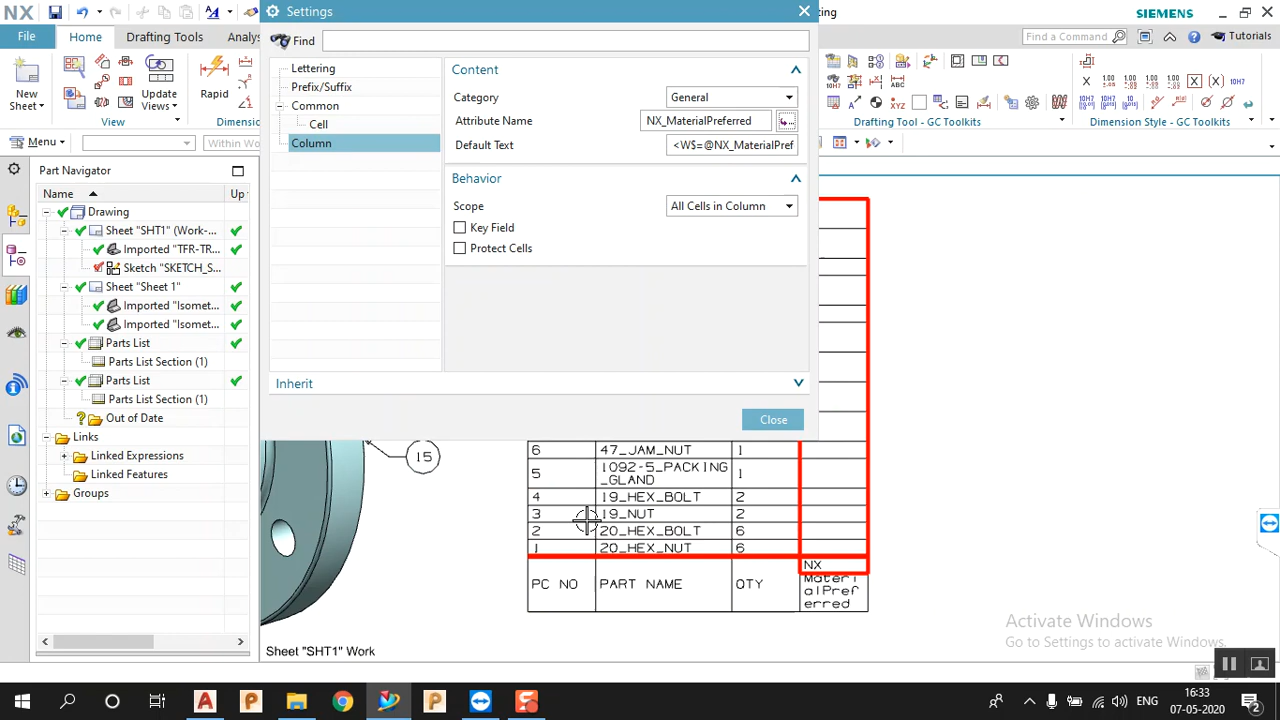 NX
Settings
ting
SIEMENS
File
Home
Drafting Tools
Analys
Find a Command
Tutorials
New
Sheet
Update
Views
Rapid
View
Dimensio
Drafting Tool - GC Toolkits
Dimension Style - GC Toolkits
Menu
Within Wo
Find
Lettering
Prefix/Suffix
Common
Cell
Column
Content
Category
General
Attribute Name
NX_MaterialPreferred
Default Text
<W$=@NX_MaterialPref
Behavior
Scope
All Cells in Column
Key Field
Protect Cells
Inherit
Close
Part Navigator
Name
Up
Drawing
Sheet "SHT1" (Work-...
Imported "TFR-TR...
Sketch "SKETCH_S...
Sheet "Sheet 1"
Imported "Isomet...
Imported "Isomet...
Parts List
Parts List Section (1)
Parts List
Parts List Section (1)
Out of Date
Links
Linked Expressions
Linked Features
Groups
15
6 47_JAM_NUT 1
5 1092-5_PACKING
_GLAND 1
4 19_HEX_BOLT 2
3 19_NUT 2
2 20_HEX_BOLT 6
1 20_HEX_NUT 6
PC NO PART NAME QTY NX
Materi
alPref
erred
Sheet "SHT1" Work
Activate Windows
Go to Settings to activate Windows.
ENG
16:33
07-05-2020
2